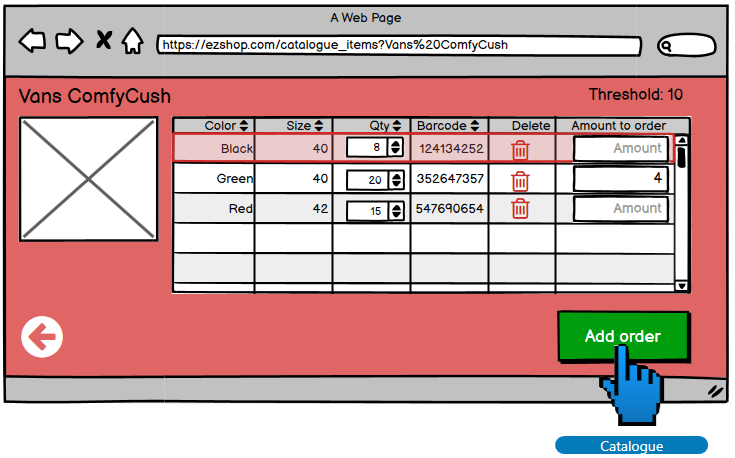 A Web Page
X https://ezshop.com/catalogue_items?Vans%20ComfyCush
Vans ComfyCush Threshold: 10
Color Size Qty Barcode Delete Amount to order
Black 40 8 124134252 Amount
Green 40 20 352647357 4
Red 42 15 547690654 Amount
Add order
Catalogue